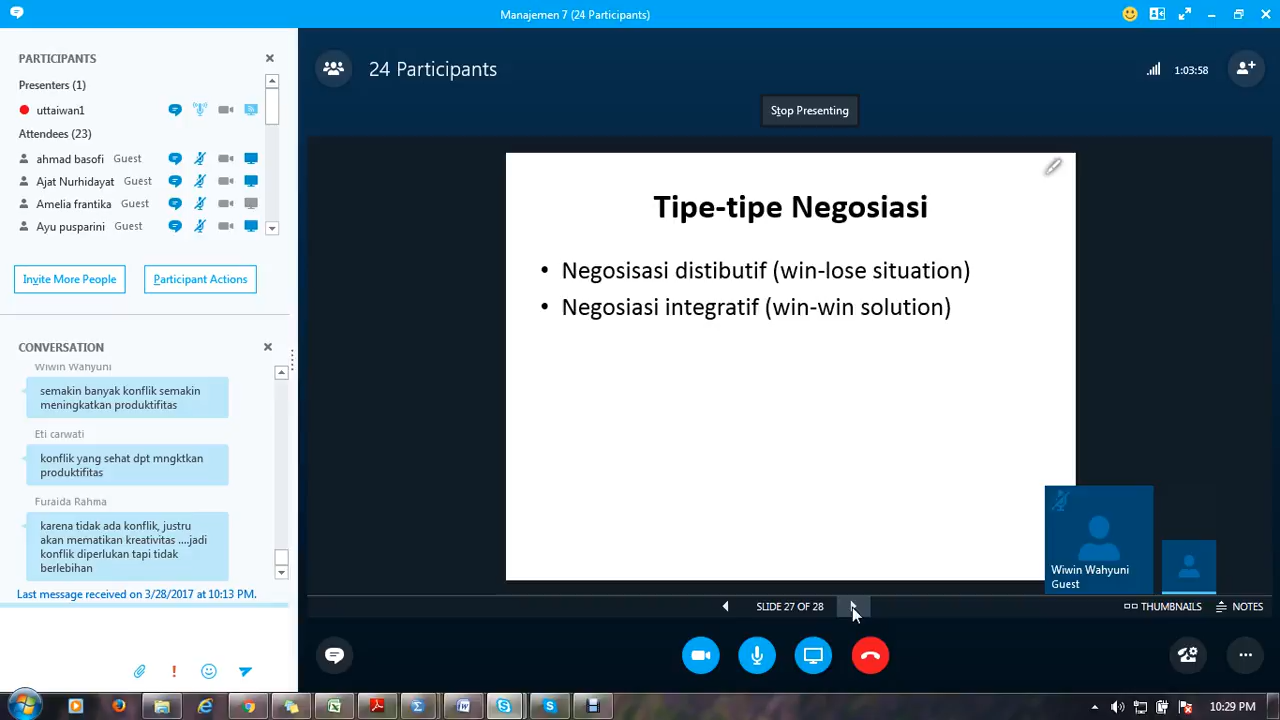 Manajemen 7 (24 Participants)
PARTICIPANTS
Presenters (1)
uttaiwan1
Attendees (23)
ahmad basofi Guest
Ajat Nurhidayat Guest
Amelia frantika Guest
Ayu pusparini Guest
Invite More People
Participant Actions
CONVERSATION
Wiwin Wahyuni
semakin banyak konflik semakin
meningkatkan produktifitas
Eti carwati
konflik yang sehat dpt mngktkan
produktifitas
Furaida Rahma
karena tidak ada konflik, justru
akan mematikan kreativitas ....jadi
konflik diperlukan tapi tidak
berlebihan
Last message received on 3/28/2017 at 10:13 PM.
24 Participants
1:03:58
Stop Presenting
Tipe-tipe Negosiasi
• Negosisasi distibutif (win-lose situation)
• Negosiasi integratif (win-win solution)
Wiwin Wahyuni
Guest
SLIDE 27 OF 28
THUMBNAILS
NOTES
10:29 PM